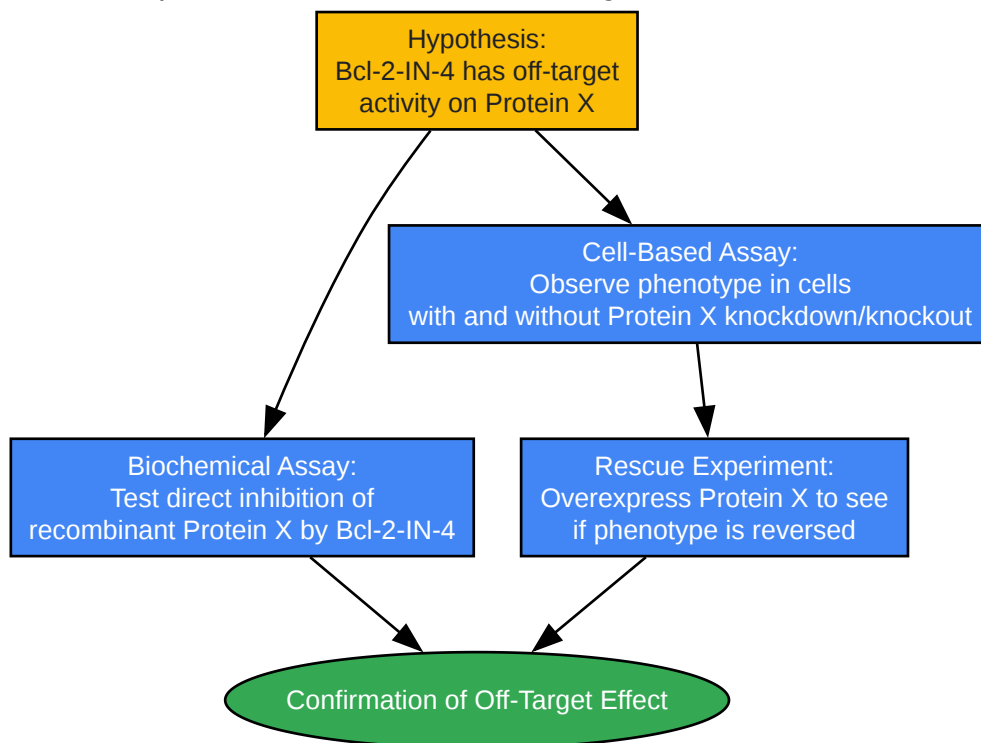 Hypothesis:
Bcl-2-IN-4 has off-target
activity on Protein X
Cell-Based Assay:
Observe phenotype in cells
with and without Protein X knockdown/knockout
Biochemical Assay:
Test direct inhibition of
recombinant Protein X by Bcl-2-IN-4
Rescue Experiment:
Overexpress Protein X to see
if phenotype is reversed
Confirmation of Off-Target Effect